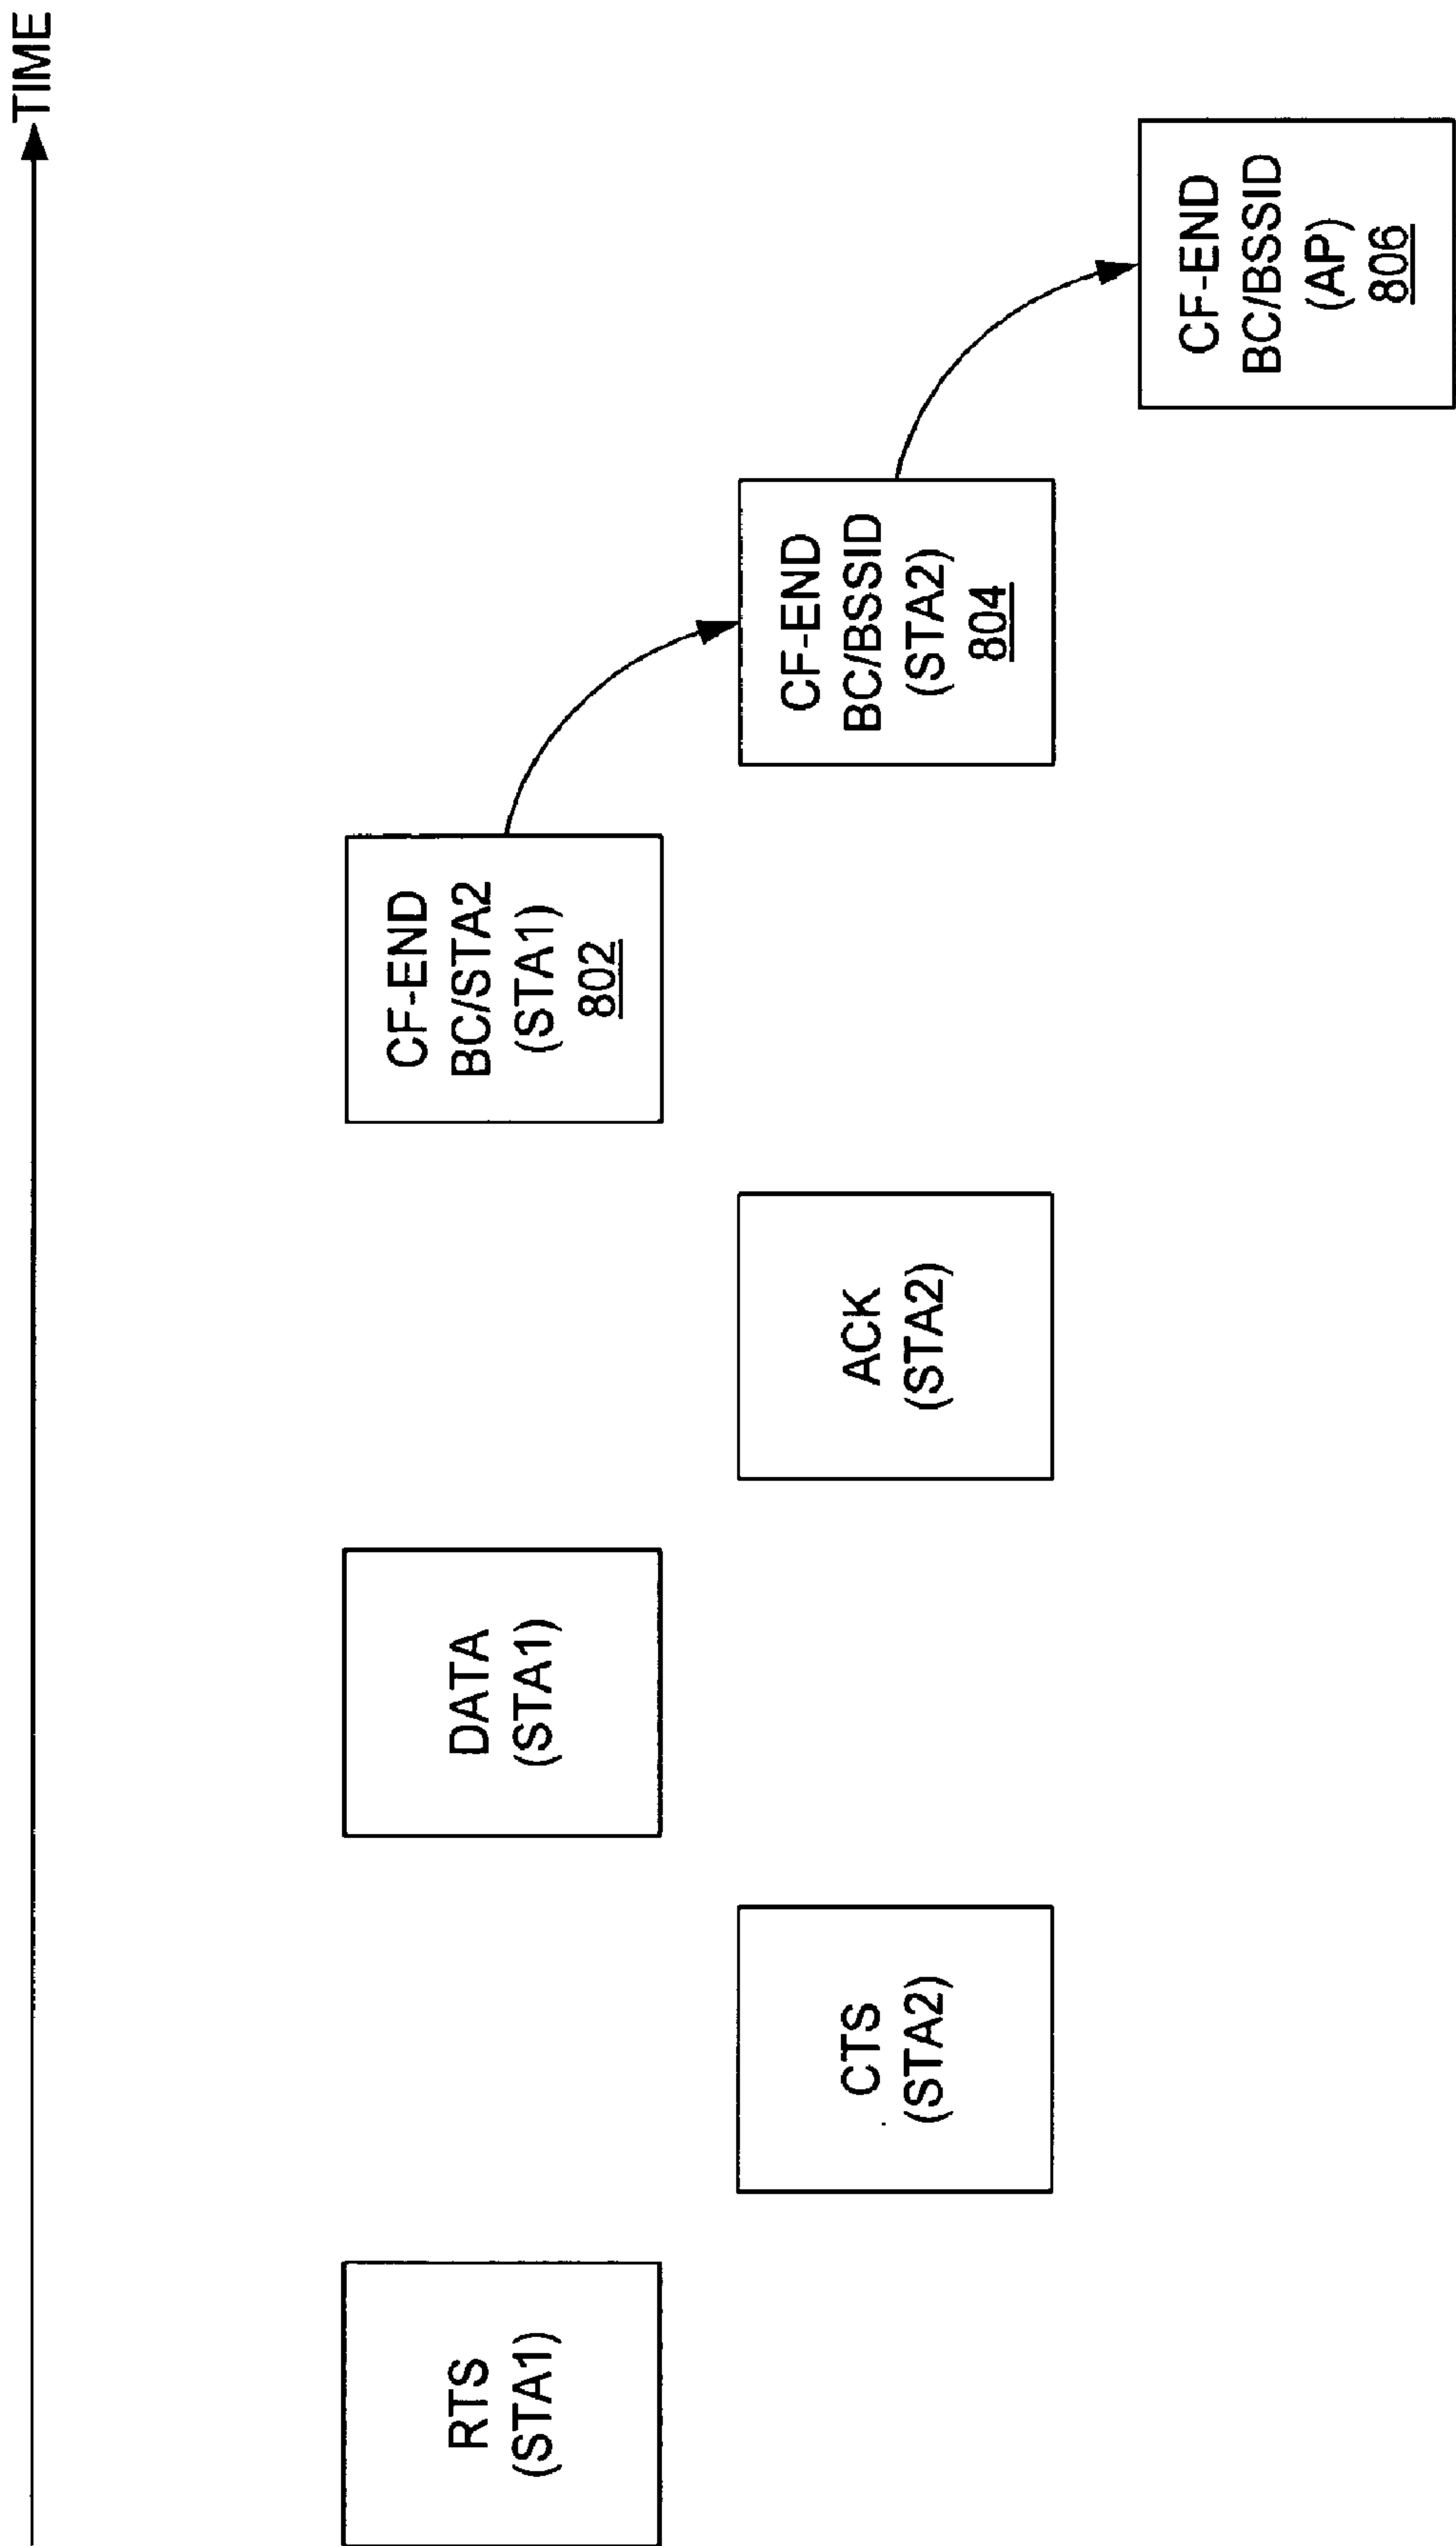 TIME
RTS
(STA1)
CTS
(STA2)
DATA
(STA1)
ACK
(STA2)
CF-END
BC/STA2
(STA1)
802
CF-END
BC/BSSID
(STA2)
804
CF-END
BC/BSSID
(AP)
806